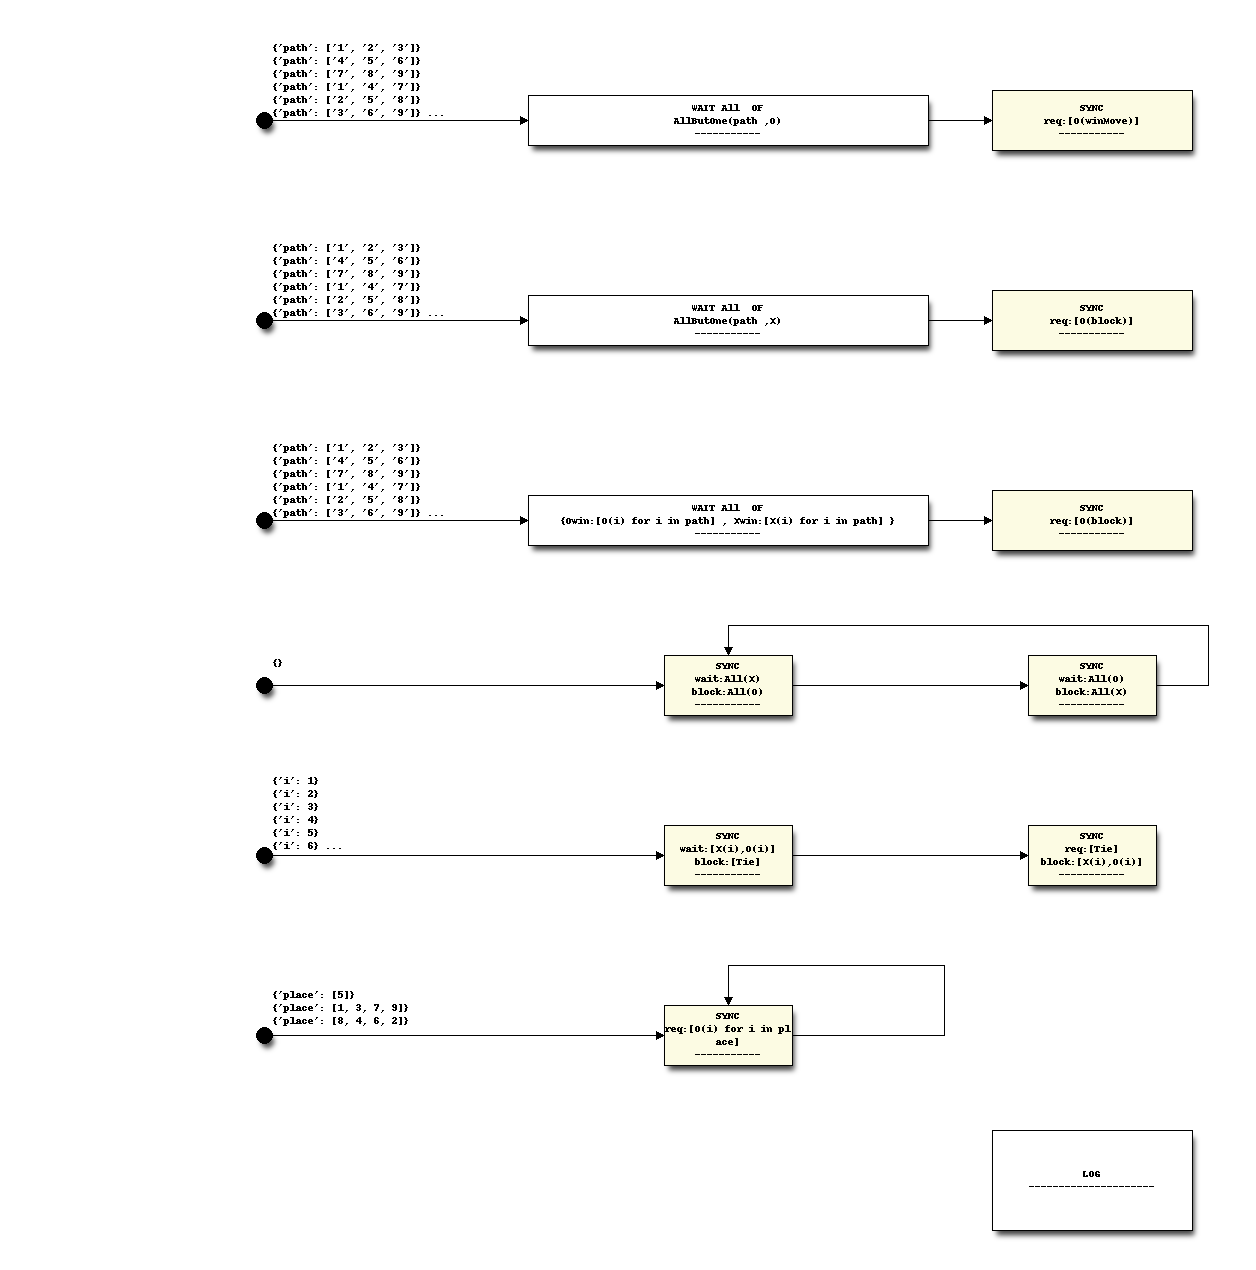 {'path': ['1', '2', '3']}
{'path': ['4', '5', '6']}
{'path': ['7', '8', '9']}
{'path': ['1', '4', '7']}
{'path': ['2', '5', '8']}
{'path': ['3', '6', '9']} ...
WAIT All  OF
AllButOne(path ,O)
-----------
SYNC
req:[O(winMove)]
-----------
{'path': ['1', '2', '3']}
{'path': ['4', '5', '6']}
{'path': ['7', '8', '9']}
{'path': ['1', '4', '7']}
{'path': ['2', '5', '8']}
{'path': ['3', '6', '9']} ...
WAIT All  OF
AllButOne(path ,X)
-----------
SYNC
req:[O(block)]
-----------
{'path': ['1', '2', '3']}
{'path': ['4', '5', '6']}
{'path': ['7', '8', '9']}
{'path': ['1', '4', '7']}
{'path': ['2', '5', '8']}
{'path': ['3', '6', '9']} ...
WAIT All  OF
{Owin:[O(i) for i in path] , Xwin:[X(i) for i in path] }
-----------
SYNC
req:[O(block)]
-----------
{}
SYNC
wait:All(X)
block:All(O)
-----------
SYNC
wait:All(O)
block:All(X)
-----------
{'i': 1}
{'i': 2}
{'i': 3}
{'i': 4}
{'i': 5}
{'i': 6} ...
SYNC
wait:[X(i),O(i)]
block:[Tie]
-----------
SYNC
req:[Tie]
block:[X(i),O(i)]
-----------
{'place': [5]}
{'place': [1, 3, 7, 9]}
{'place': [8, 4, 6, 2]}
SYNC
req:[O(i) for i in pl
ace]
-----------
LOG
---------------------